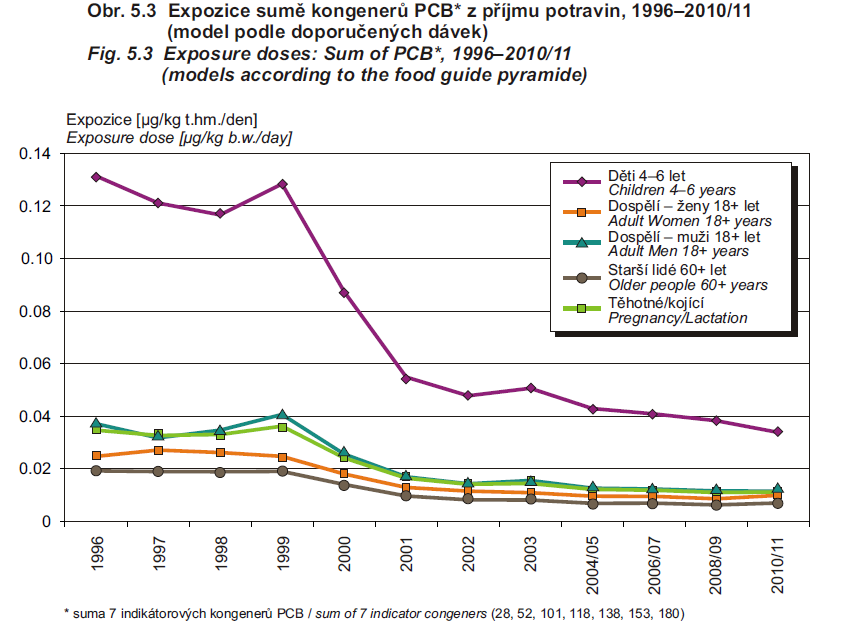 Obr. 5.3 Expozice sumě kongenerů PCB* z příjmu potravin, 1996–2010/11
(model podle doporučených dávek)
Fig. 5.3 Exposure doses: Sum of PCB*, 1996–2010/11
(models according to the food guide pyramide)
Expozice [µg/kg t.hm./den]
Exposure dose [µg/kg b.w./day]
0.14
0.12
0.10
0.08
0.06
0.04
0.02
0
Děti 4–6 let
Children 4–6 years
Dospělí – ženy 18+ let
Adult Women 18+ years
Dospělí – muži 18+ let
Adult Men 18+ years
Starší lidé 60+ let
Older people 60+ years
Těhotné/kojící
Pregnancy/Lactation
1996
1997
1998
1999
2000
2001
2002
2003
2004/05
2006/07
2008/09
2010/11
* suma 7 indikátorových kongenerů PCB / sum of 7 indicator congeners (28, 52, 101, 118, 138, 153, 180)